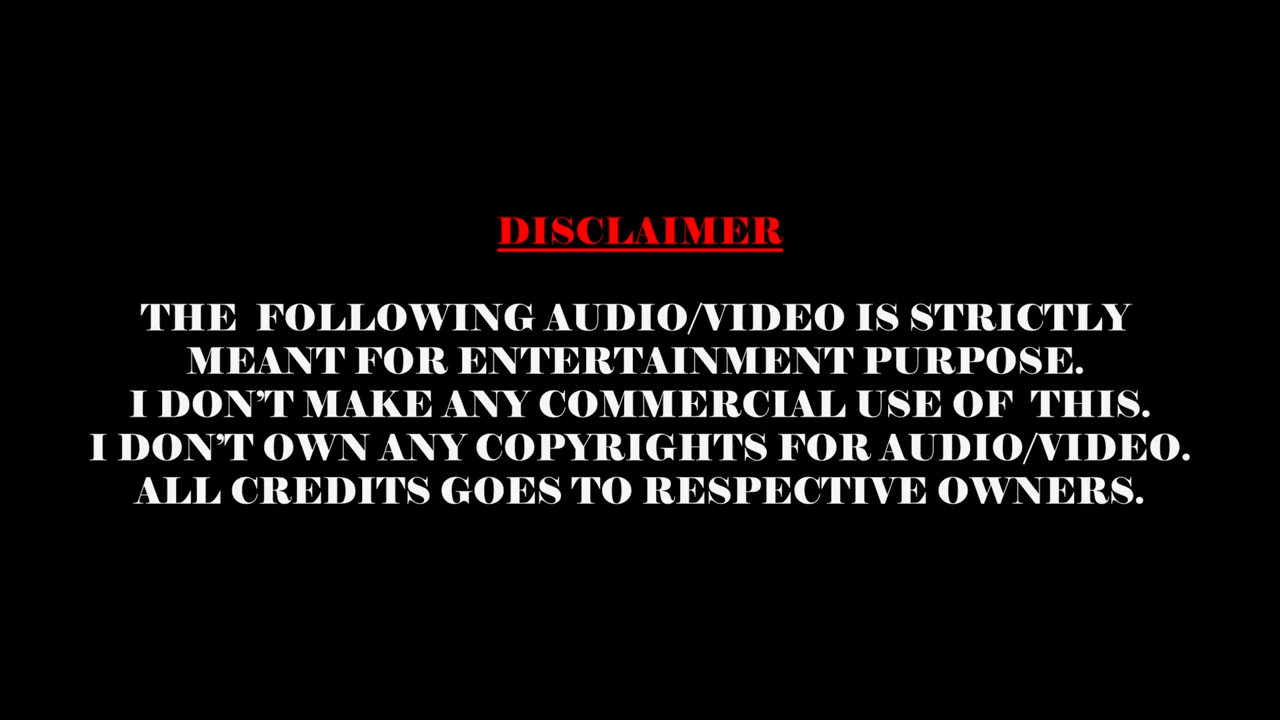 DISCLAIMER
THE FOLLOWING AUDIO/VIDEO IS STRICTLY
MEANT FOR ENTERTAINMENT PURPOSE.
I DON'T MAKE ANY COMMERCIAL USE OF THIS.
I DON'T OWN ANY COPYRIGHTS FOR AUDIO/VIDEO.
ALL CREDITS GOES TO RESPECTIVE OWNERS.